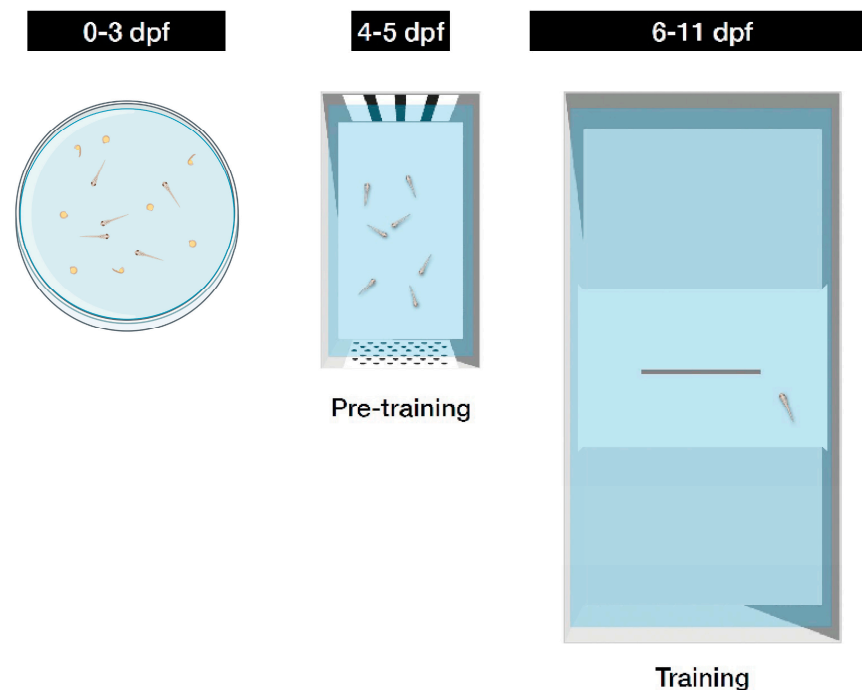 0-3 dpf
4-5 dpf
6-11 dpf
Pre-training
Training